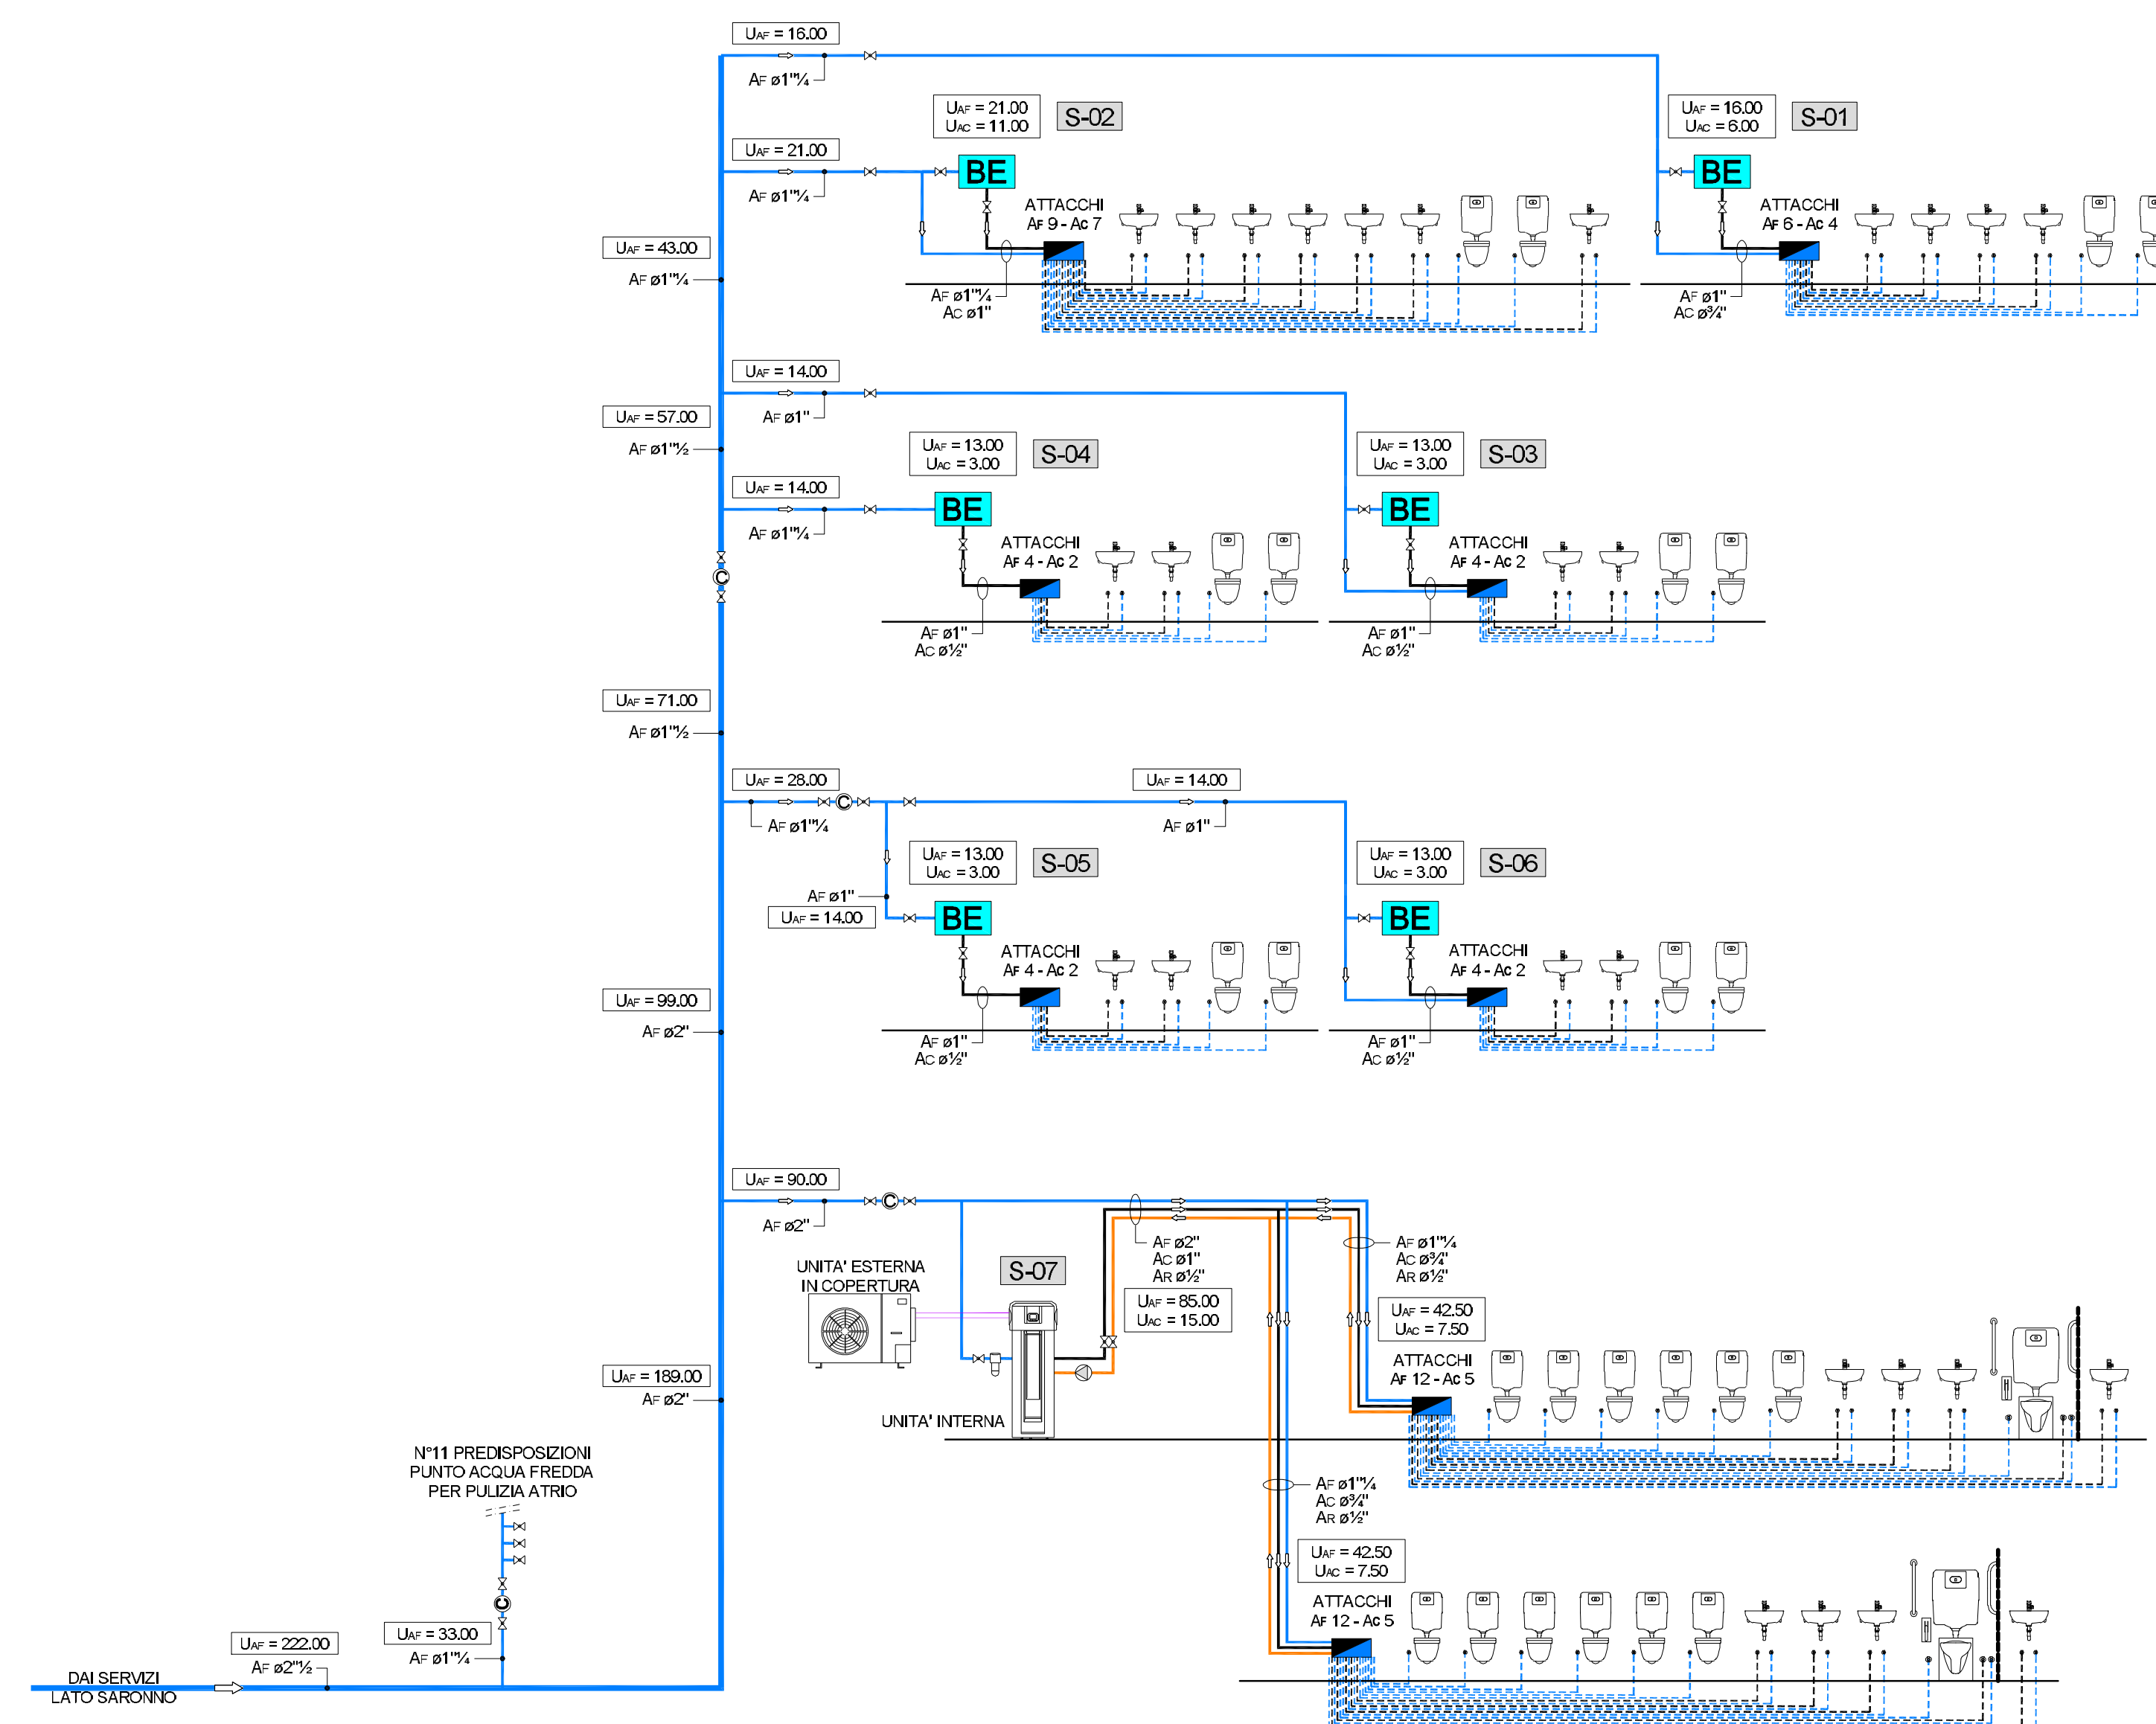 UAF = 16.00
AF ø1"¼
UAF = 21.00
UAC = 11.00
S-02
UAF = 16.00
UAC = 6.00
S-01
UAF = 21.00
AF ø1"¼
BE
ATTACCHI
AF 9 - AC 7
BE
ATTACCHI
AF 6 - AC 4
UAF = 43.00
AF ø1"¼
AF ø1"¼
AC ø1"
AF ø1"
AC ø¾"
UAF = 14.00
AF ø1"
UAF = 57.00
AF ø1"½
UAF = 13.00
UAC = 3.00
S-04
UAF = 13.00
UAC = 3.00
S-03
UAF = 14.00
AF ø1"¼
BE
ATTACCHI
AF 4 - AC 2
BE
ATTACCHI
AF 4 - AC 2
C
AF ø1"
AC ø½"
AF ø1"
AC ø½"
UAF = 71.00
AF ø1"½
UAF = 28.00
C
AF ø1"¼
UAF = 14.00
AF ø1"
UAF = 13.00
UAC = 3.00
S-05
UAF = 13.00
UAC = 3.00
S-06
AF ø1"
UAF = 14.00
BE
ATTACCHI
AF 4 - AC 2
BE
ATTACCHI
AF 4 - AC 2
UAF = 99.00
AF ø2"
AF ø1"
AC ø½"
AF ø1"
AC ø½"
UAF = 90.00
C
AF ø2"
AF ø2"
AC ø1"
AR ø½"
UAF = 85.00
UAC = 15.00
AF ø1"¼
AC ø¾"
AR ø½"
UAF = 42.50
UAC = 7.50
UNITA' ESTERNA
IN COPERTURA
S-07
UAF = 189.00
AF ø2"
ATTACCHI
AF 12 - AC 5
UNITA' INTERNA
N°11 PREDISPOSIZIONI
PUNTO ACQUA FREDDA
PER PULIZIA ATRIO
AF ø1"¼
AC ø¾"
AR ø½"
UAF = 42.50
UAC = 7.50
ATTACCHI
AF 12 - AC 5
C
UAF = 33.00
AF ø1"¼
UAF = 222.00
AF ø2"½
DAI SERVIZI
LATO SARONNO